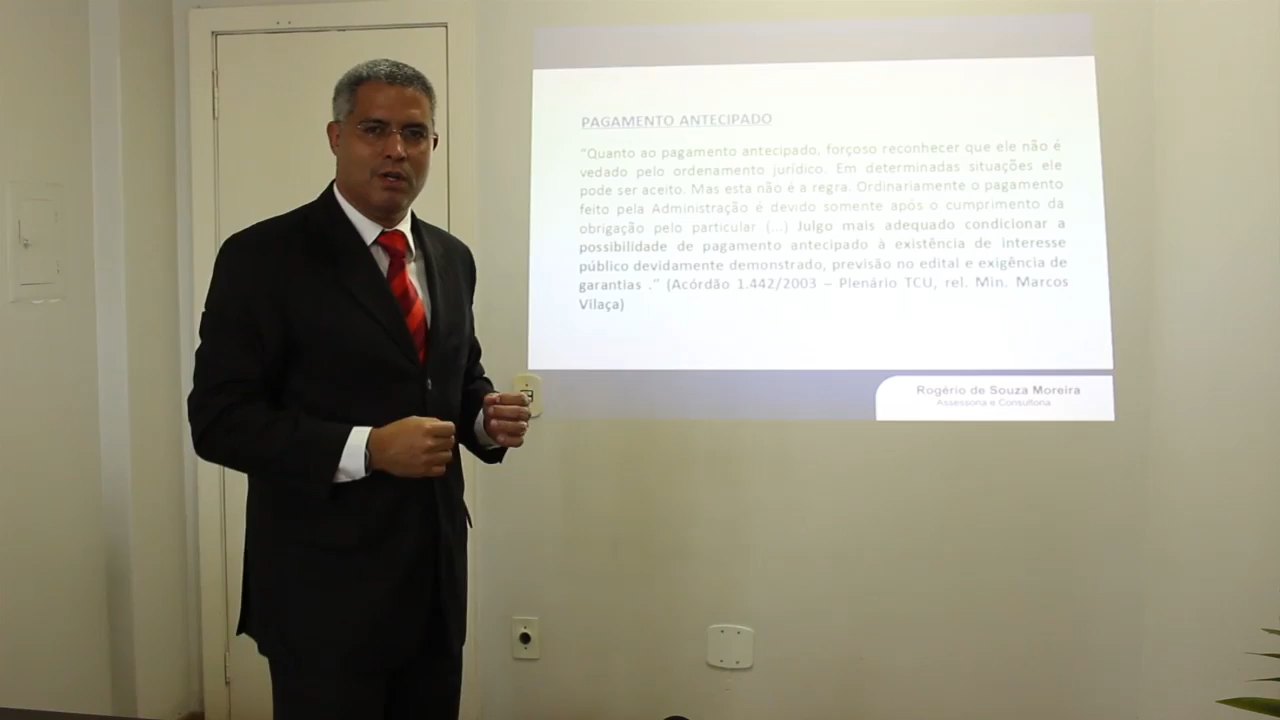 PAGAMENTO ANTECIPADO
“Quanto ao pagamento antecipado, forçoso reconhecer que ele não é
vedado pelo ordenamento jurídico. Em determinadas situações ele
pode ser aceito. Mas esta não é a regra. Ordinariamente o pagamento
feito pela Administração é devido somente após o cumprimento da
obrigação pelo particular (...) Julgo mais adequado condicionar a
possibilidade de pagamento antecipado à existência de interesse
público devidamente demonstrado, previsão no edital e exigência de
garantias .” (Acórdão 1.442/2003 – Plenário TCU, rel. Min. Marcos
Vilaça)
Rogério de Souza Moreira
Assessoria e Consultoria